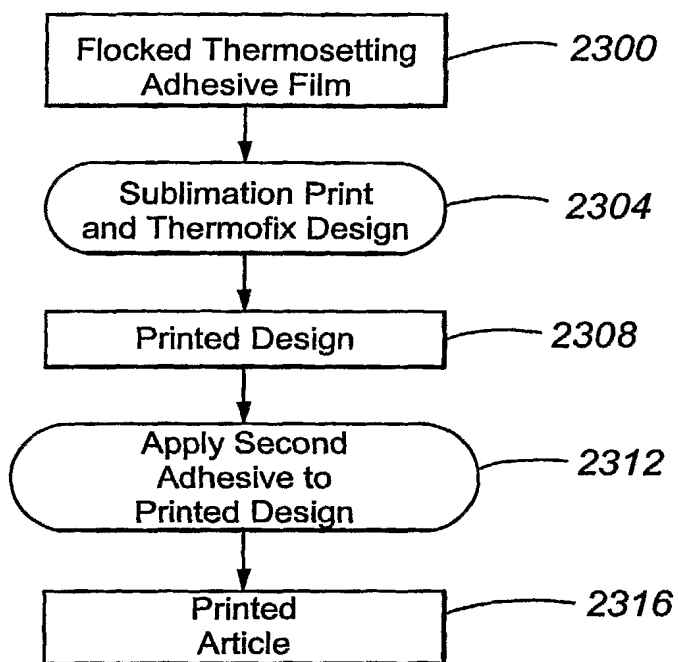 Flocked Thermosetting
Adhesive Film
2300
Sublimation Print
and Thermofix Design
2304
Printed Design
2308
Apply Second
Adhesive to
Printed Design
2312
Printed
Article
2316